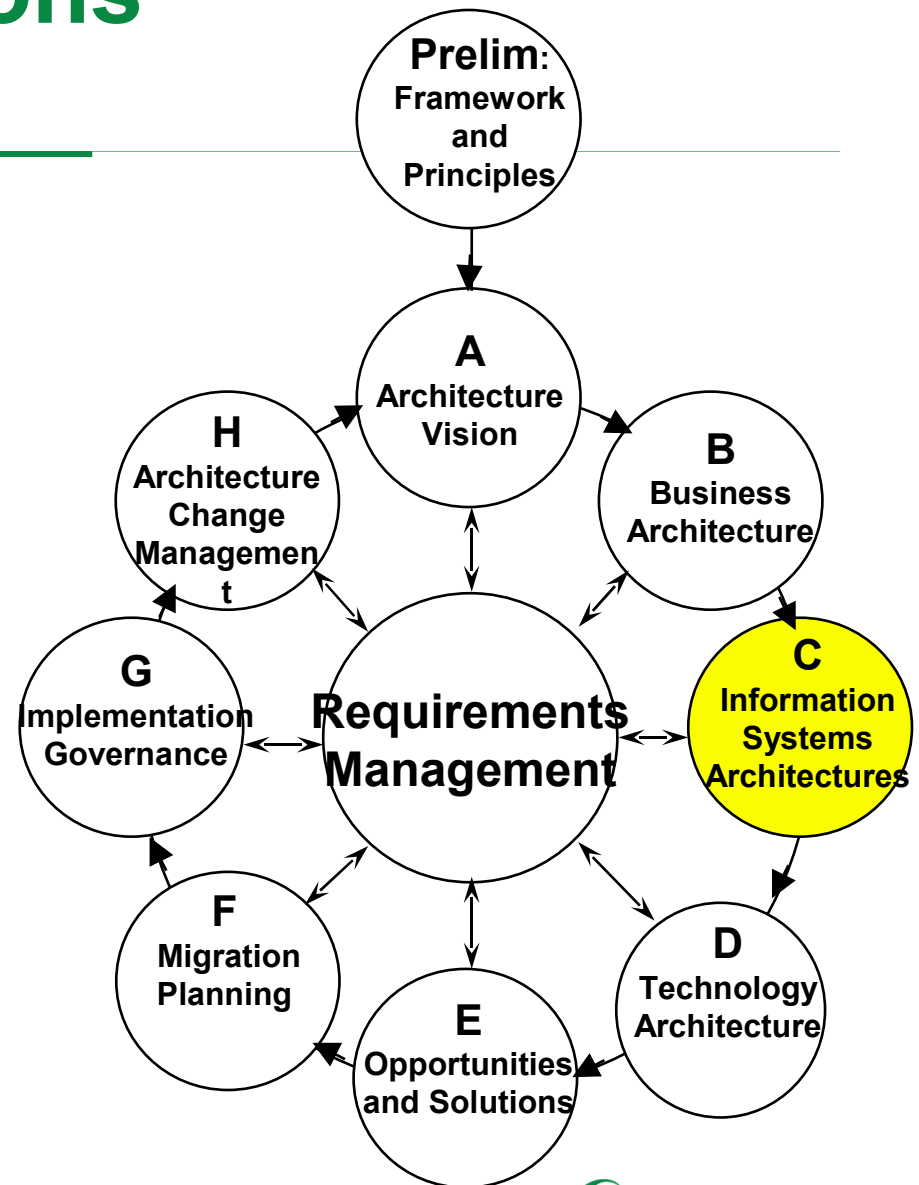 ons
Prelim:
Framework
and
Principles
A
Architecture
Vision
H
Architecture
Change
Managemen
t
B
Business
Architecture
G
Implementation
Governance
Requirements
Management
C
Information
Systems
Architectures
F
Migration
Planning
D
Technology
Architecture
E
Opportunities
and Solutions